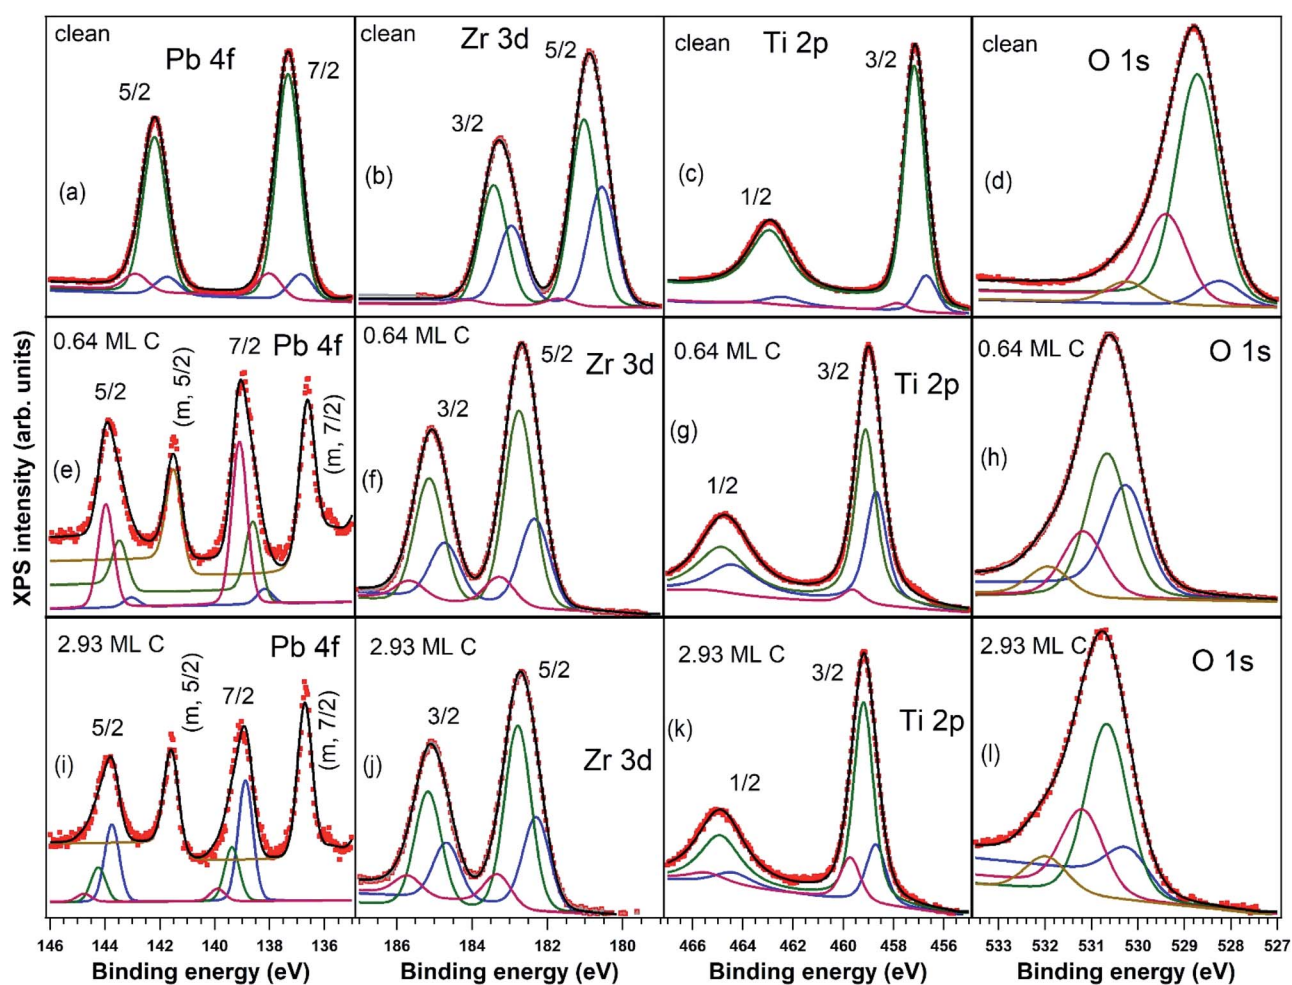 clean
Pb 4f
5/2
7/2
(a)
clean
Zr 3d
5/2
3/2
(b)
clean
Ti 2p
3/2
(c)
1/2
clean
O 1s
(d)
0.64 ML C
Pb 4f
7/2
5/2
(m, 5/2)
(m, 7/2)
(e)
0.64 ML C
5/2
Zr 3d
3/2
(f)
0.64 ML C
3/2
Ti 2p
(g)
1/2
0.64 ML C
O 1s
(h)
2.93 ML C
Pb 4f
(m, 5/2)
7/2
5/2
(m, 7/2)
(i)
2.93 ML C
5/2
3/2
Zr 3d
(j)
2.93 ML C
3/2
Ti 2p
(k)
1/2
2.93 ML C
O 1s
(l)
XPS intensity (arb. units)
146 144 142 140 138 136
186 184 182 180
466 464 462 460 458 456
533 532 531 530 529 528 527
Binding energy (eV)
Binding energy (eV)
Binding energy (eV)
Binding energy (eV)